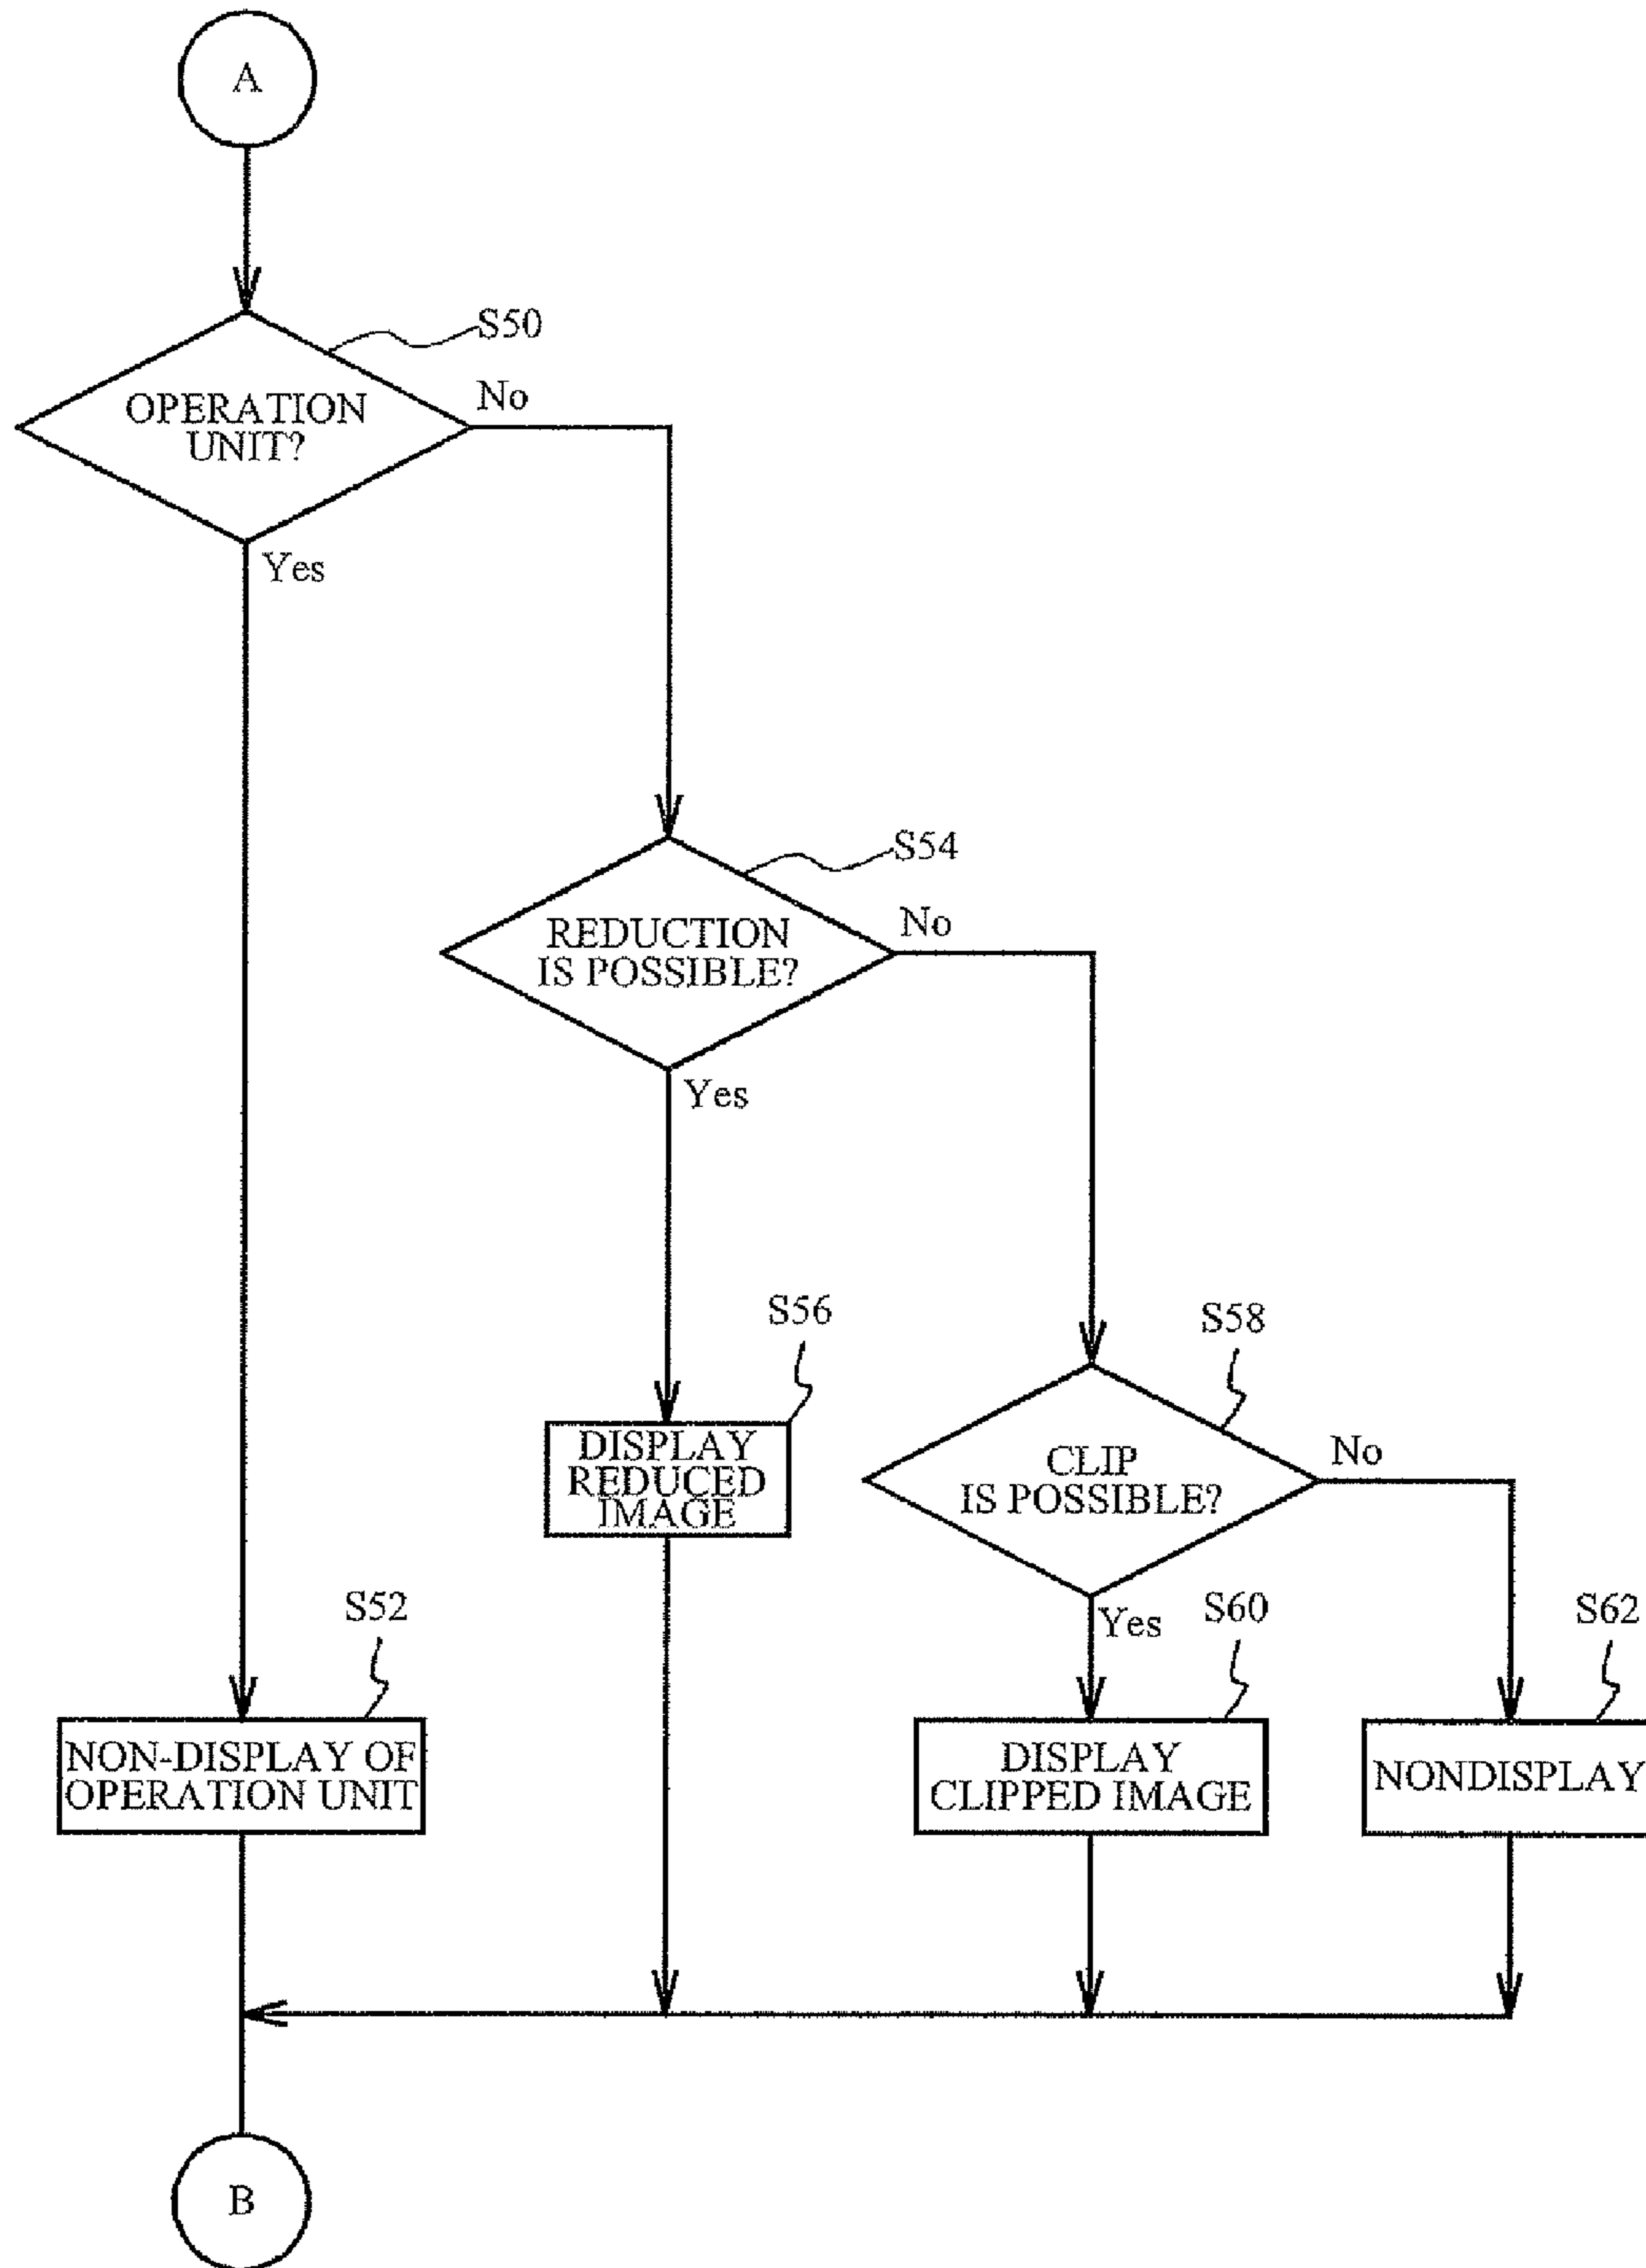 A
S50
OPERATION
UNIT?
No
Yes
S54
REDUCTION
IS POSSIBLE?
No
Yes
S56
DISPLAY
REDUCED
IMAGE
S58
CLIP
IS POSSIBLE?
No
Yes
S52
NON-DISPLAY OF
OPERATION UNIT
S60
DISPLAY
CLIPPED IMAGE
S62
NONDISPLAY
B